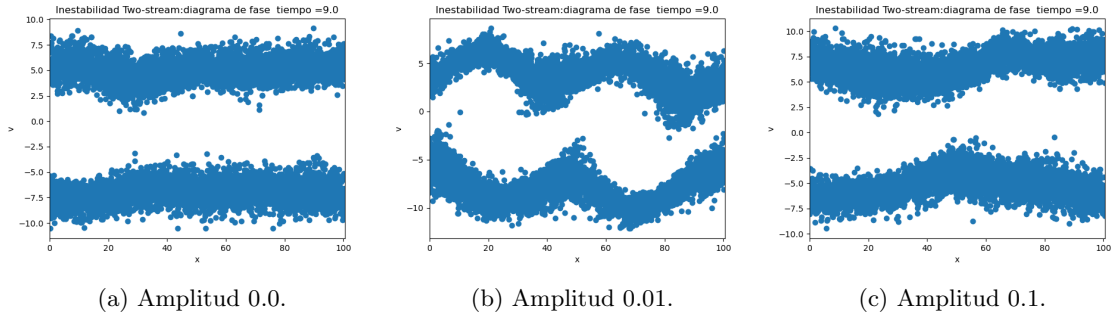 Inestabilidad Two-stream:diagrama de fase tiempo =9.0
10.0
7.5
5.0
2.5
0.0
−2.5
−5.0
−7.5
−10.0
v
0 20 40 60 80 100
x
(a) Amplitud 0.0.
Inestabilidad Two-stream:diagrama de fase tiempo =9.0
5
0
−5
−10
v
0 20 40 60 80 100
x
(b) Amplitud 0.01.
Inestabilidad Two-stream:diagrama de fase tiempo =9.0
10.0
7.5
5.0
2.5
0.0
−2.5
−5.0
−7.5
−10.0
v
0 20 40 60 80 100
x
(c) Amplitud 0.1.